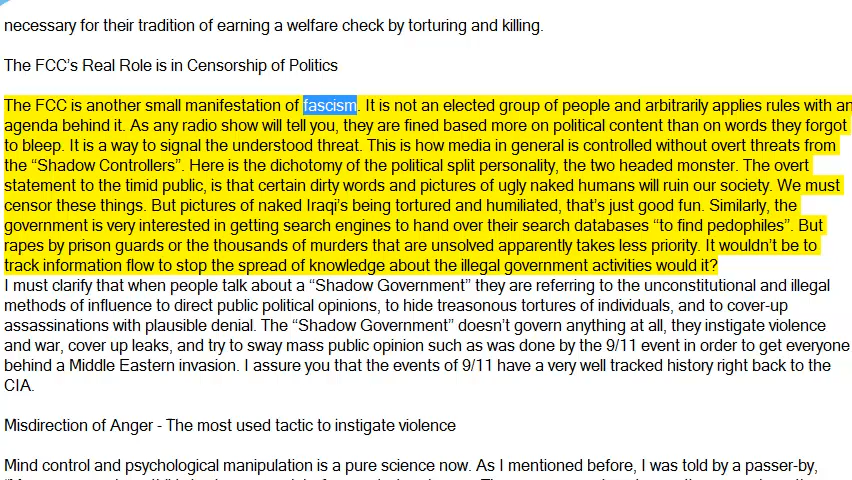 necessary for their tradition of earning a welfare check by torturing and killing.
The FCC's Real Role is in Censorship of Politics
The FCC is another small manifestation of fascism. It is not an elected group of people and arbitrarily applies rules with an
agenda behind it. As any radio show will tell you, they are fined based more on political content than on words they forgot
to bleep. It is a way to signal the understood threat. This is how media in general is controlled without overt threats from
the “Shadow Controllers”. Here is the dichotomy of the political split personality, the two headed monster. The overt
statement to the timid public, is that certain dirty words and pictures of ugly naked humans will ruin our society. We must
censor these things. But pictures of naked Iraqi's being tortured and humiliated, that's just good fun. Similarly, the
government is very interested in getting search engines to hand over their search databases “to find pedophiles”. But
rapes by prison guards or the thousands of murders that are unsolved apparently takes less priority. It wouldn't be to
track information flow to stop the spread of knowledge about the illegal government activities would it?
I must clarify that when people talk about a “Shadow Government” they are referring to the unconstitutional and illegal
methods of influence to direct public political opinions, to hide treasonous tortures of individuals, and to cover-up
assassinations with plausible denial. The “Shadow Government” doesn't govern anything at all, they instigate violence
and war, cover up leaks, and try to sway mass public opinion such as was done by the 9/11 event in order to get everyone
behind a Middle Eastern invasion. I assure you that the events of 9/11 have a very well tracked history right back to the
CIA.
Misdirection of Anger - The most used tactic to instigate violence
Mind control and psychological manipulation is a pure science now. As I mentioned before, I was told by a passer-by,